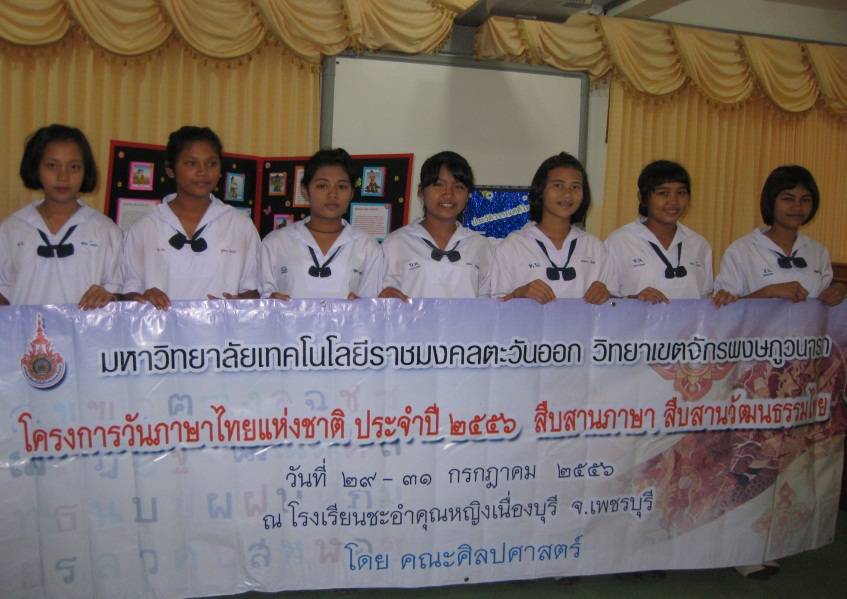 มหาวิทยาลัยเทคโนโลยีราชมงคลตะวันออก วิทยาเขตจักรพงษภูวนารถ
โครงการวันภาษาไทยแห่งชาติ ประจำปี ๒๕๕๖ สืบสานภาษา สืบสานวัฒนธรรมไทย
วันที่ ๒๙ - ๓๑ กรกฎาคม ๒๕๕๖
ณ โรงเรียนชะอำคุณหญิงเนื่องบุรี จ.เพชรบุรี
โดย คณะศิลปศาสตร์